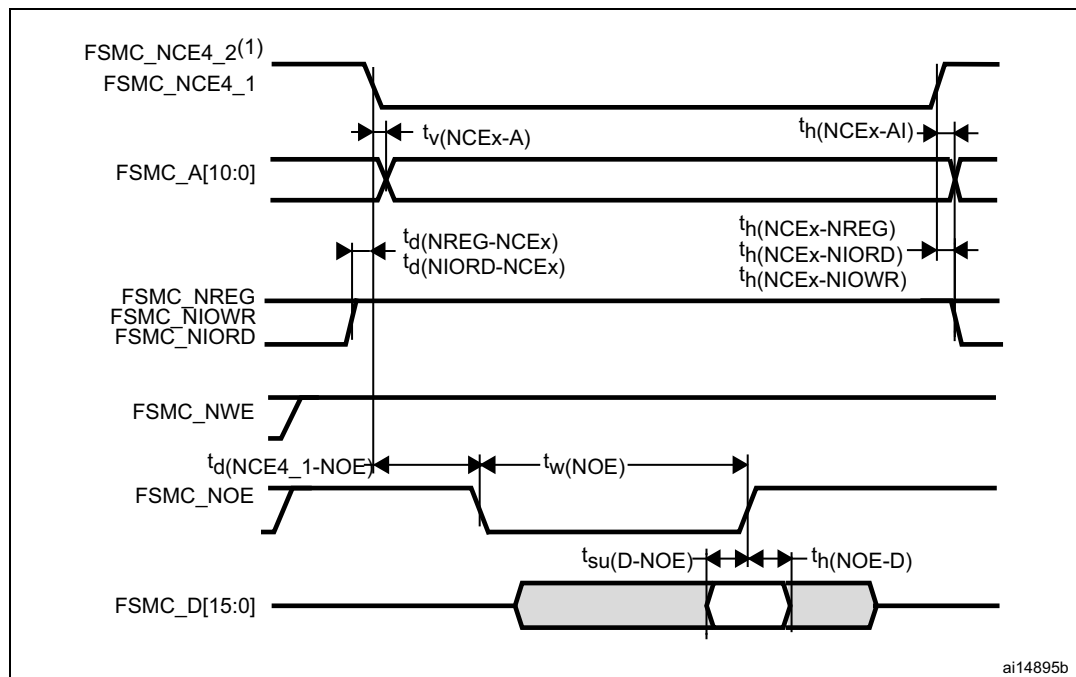 FSMC_NCE4_2(1)
FSMC_NCE4_1
tv(NCEx-A)
th(NCEx-AI)
FSMC_A[10:0]
td(NREG-NCEx)
td(NIORD-NCEx)
th(NCEx-NREG)
th(NCEx-NIORD)
th(NCEx-NIOWR)
FSMC_NREG
FSMC_NIOWR
FSMC_NIORD
FSMC_NWE
td(NCE4_1-NOE)
tw(NOE)
FSMC_NOE
tsu(D-NOE)
th(NOE-D)
FSMC_D[15:0]
ai14895b